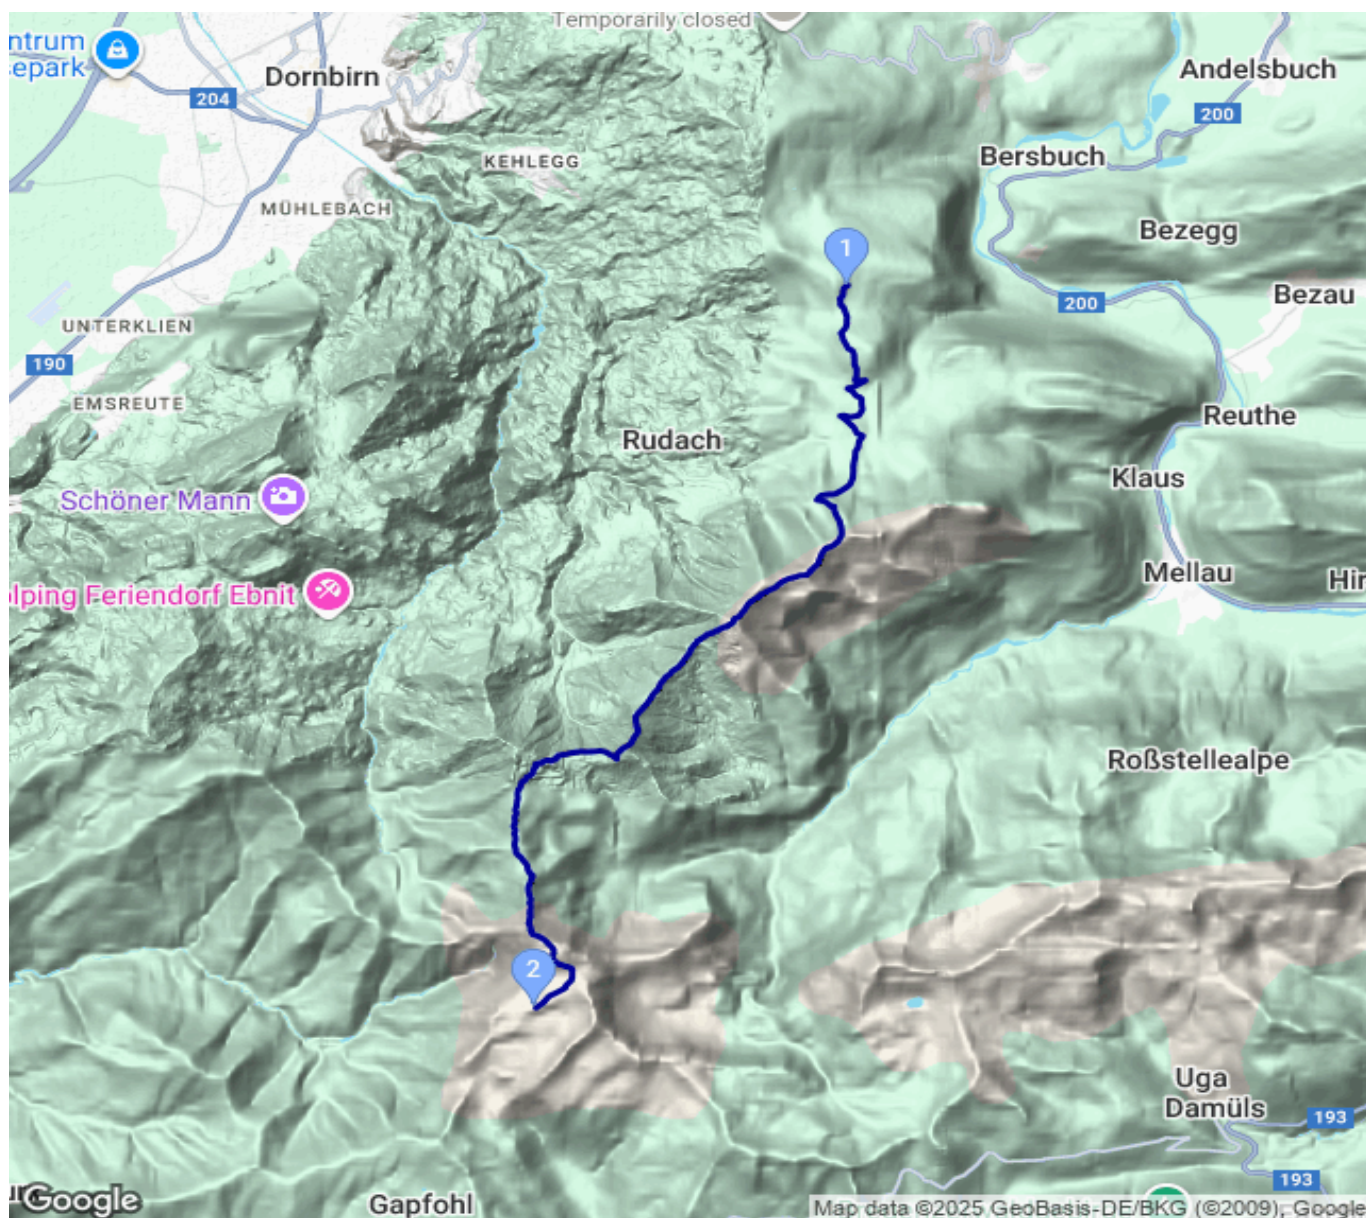 Temporarily closed
ntrum
separk
Dornbirn
204
Andelsbuch
200
KEHLEGG
Bersbuch
MÜHLEBACH
Bezegg
1
Bezau
200
UNTERKLIEN
190
EMSREUTE
Reuthe
Rudach
Klaus
Schöner Mann
Mellau
Hir
olping Feriendorf Ebnit
Roßstellealpe
2
Uga
Damüls
193
193
Google
Gapfohl
Map data ©2025 GeoBasis-DE/BKG (©2009), Google